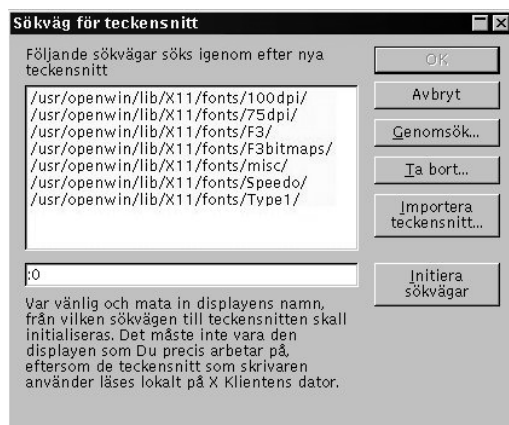 Sökväg för teckensnitt
Följande sökvägar söks igenom efter nya
teckensnitt
/usr/openwin/lib/X11/fonts/100dpi/
/usr/openwin/lib/X11/fonts/75dpi/
/usr/openwin/lib/X11/fonts/F3/
/usr/openwin/lib/X11/fonts/F3bitmaps/
/usr/openwin/lib/X11/fonts/misc/
/usr/openwin/lib/X11/fonts/Speedo/
/usr/openwin/lib/X11/fonts/Type1/
:0
Var vänlig och mata in displayens namn,
från vilken sökvägen till teckensnitten skall
initialiseras. Det måste inte vara den
displayen som Du precis arbetar på,
eftersom de teckensnitt som skrivaren
använder läses lokalt på X Klientens dator.
OK
Avbryt
Genomsök...
Ta bort...
Importera
teckensnitt...
Initiera
sökvägar